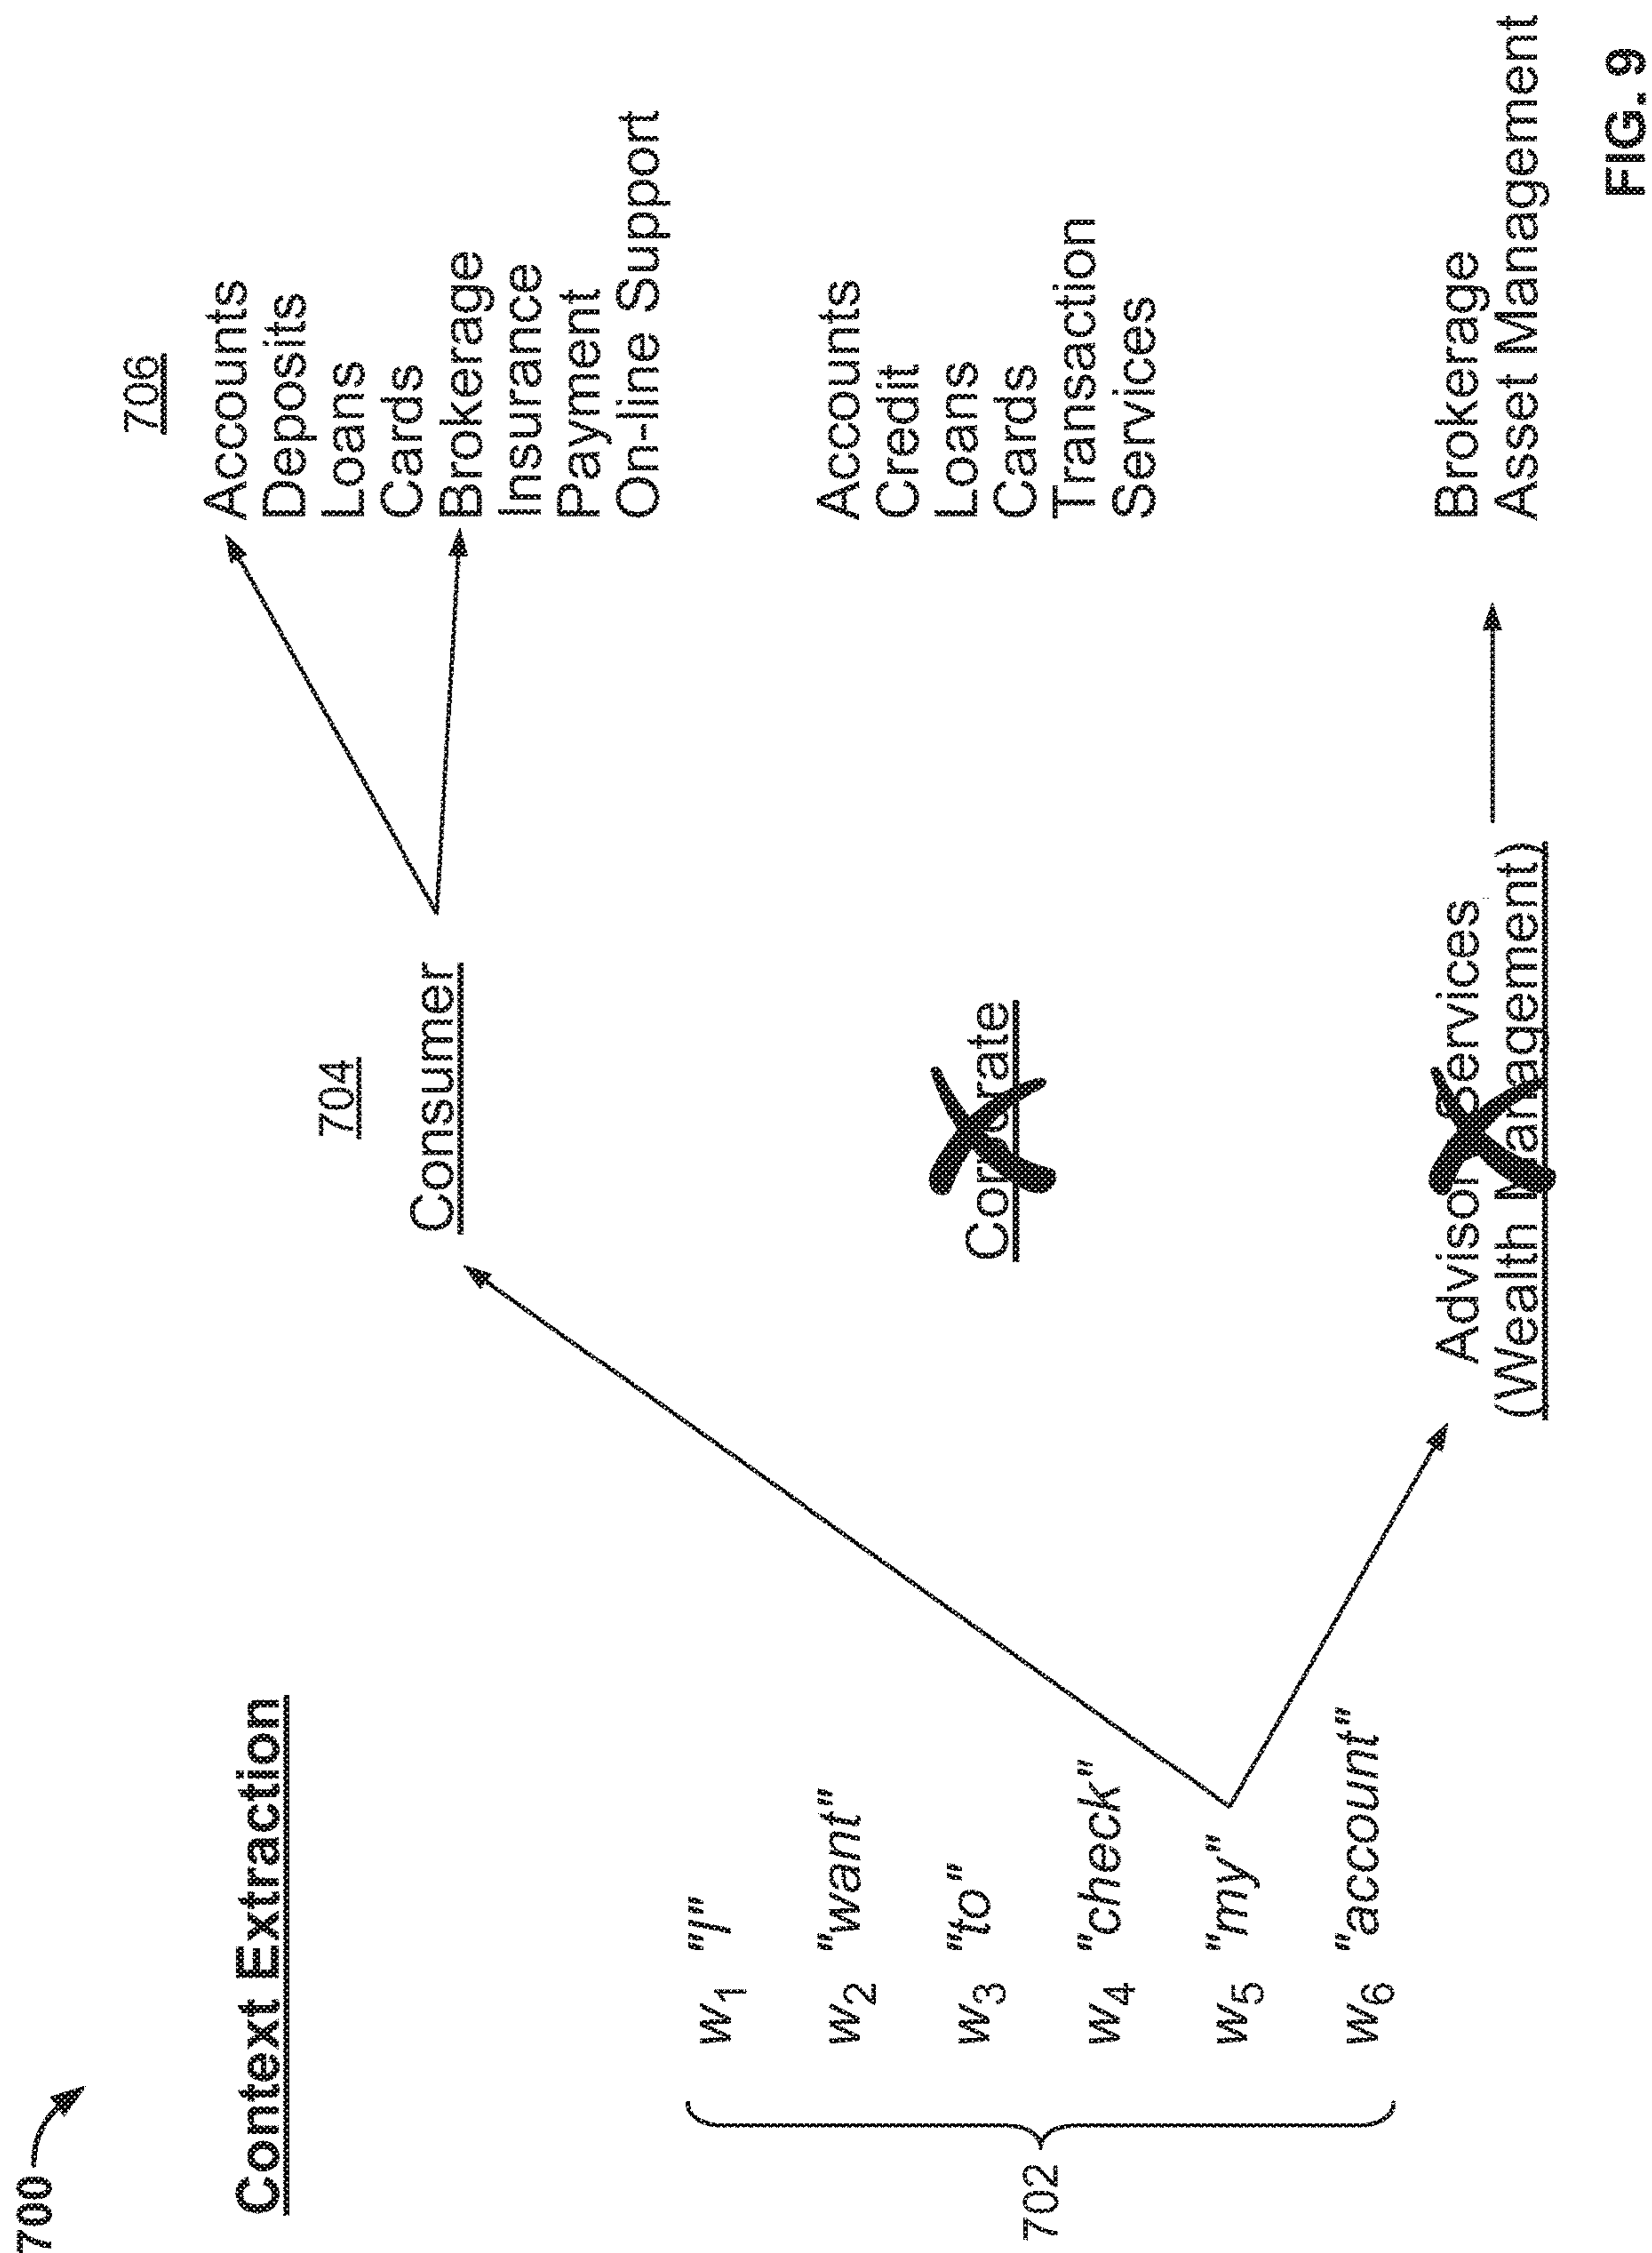 700
Context Extraction
702
w1 "I"
w2 "want"
w3 "to"
w4 "check"
w5 "my"
w6 "account"
704
Consumer
Corporate
Advisor Services
(Wealth Management)
706
Accounts
Deposits
Loans
Cards
Brokerage
Insurance
Payment
On-line Support
Accounts
Credit
Loans
Cards
Transaction
Services
Brokerage
Asset Management
FIG. 9